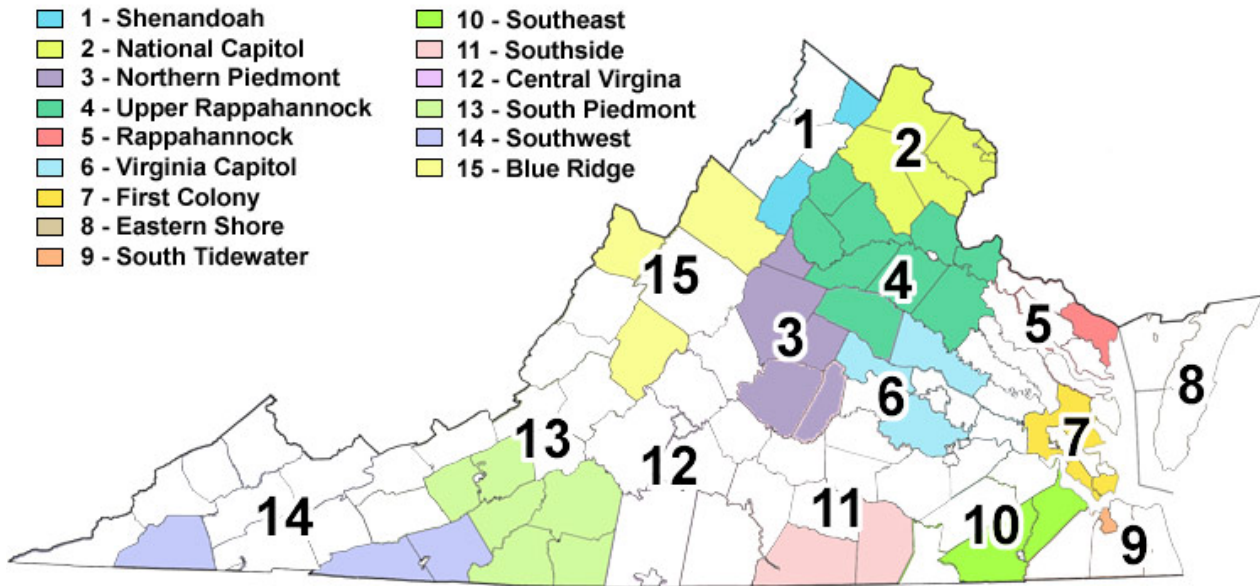 1 - Shenandoah
2 - National Capitol
3 - Northern Piedmont
4 - Upper Rappahannock
5 - Rappahannock
6 - Virginia Capitol
7 - First Colony
8 - Eastern Shore
9 - South Tidewater
10 - Southeast
11 - Southside
12 - Central Virgina
13 - South Piedmont
14 - Southwest
15 - Blue Ridge
1
2
15
4
3
5
8
6
7
13
12
14
11
10
9